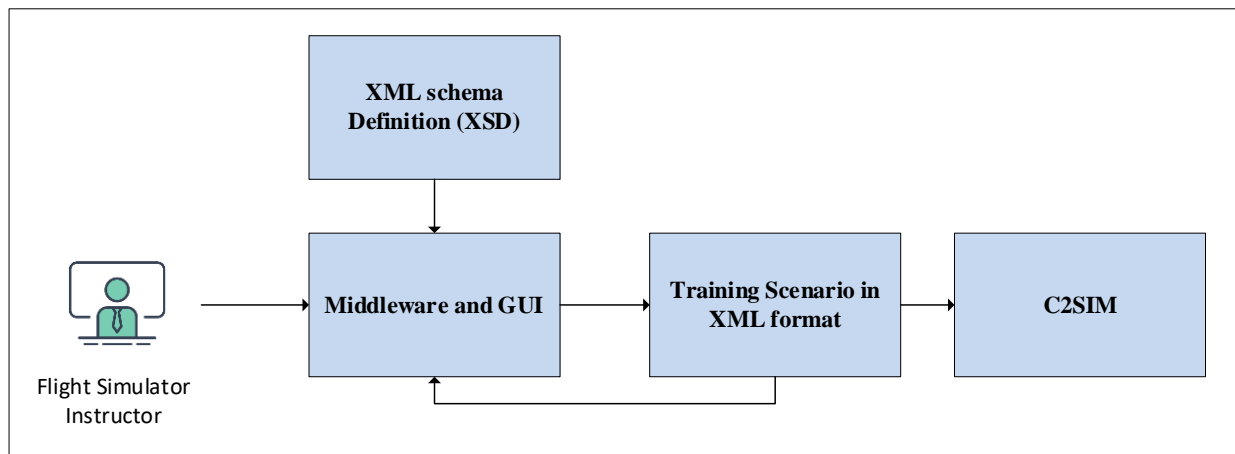 XML schema
Definition (XSD)
Middleware and GUI
Training Scenario in
XML format
C2SIM
Flight Simulator
Instructor